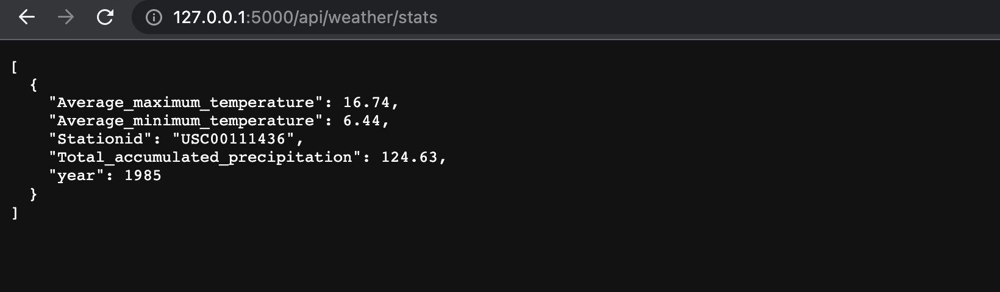 127.0.0.1:5000/api/weather/stats
[
  {
    "Average_maximum_temperature": 16.74,
    "Average_minimum_temperature": 6.44,
    "Stationid": "USC00111436",
    "Total_accumulated_precipitation": 124.63,
    "year": 1985
  }
]